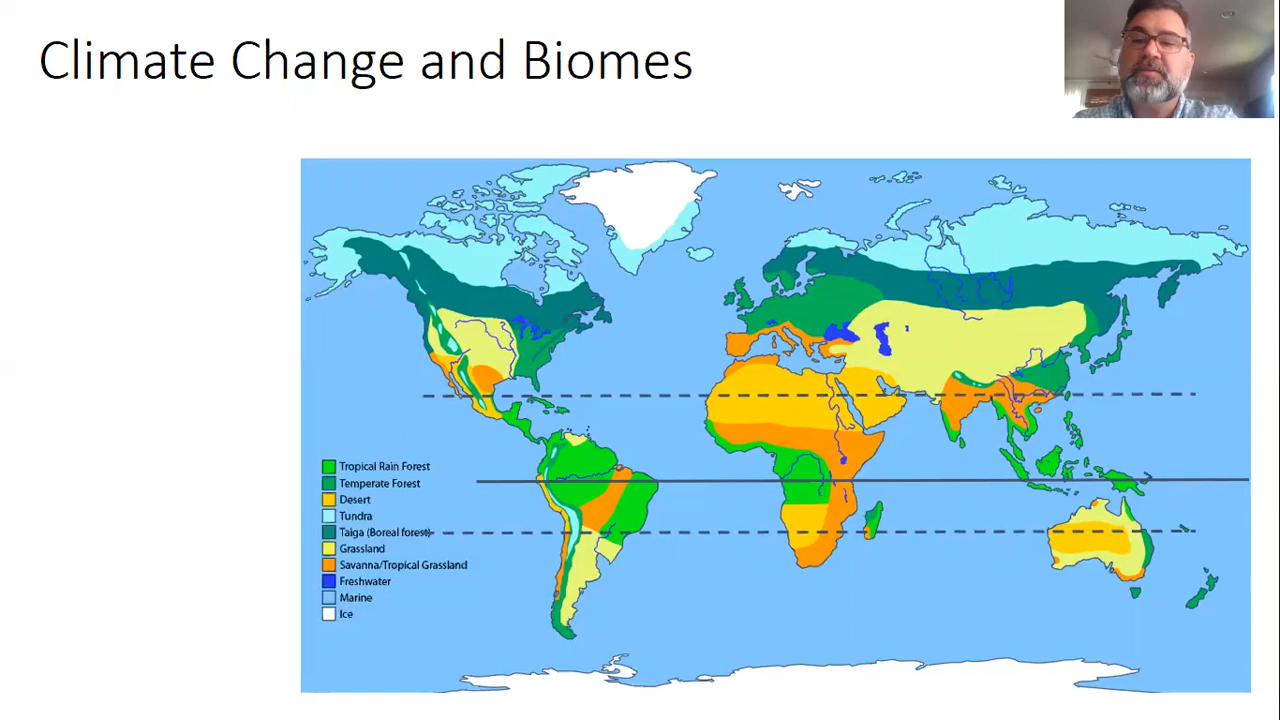 Climate Change and Biomes
Tropical Rain Forest
Temperate Forest
Desert
Tundra
Taiga (Boreal forest)
Grassland
Savanna/Tropical Grassland
Freshwater
Marine
Ice